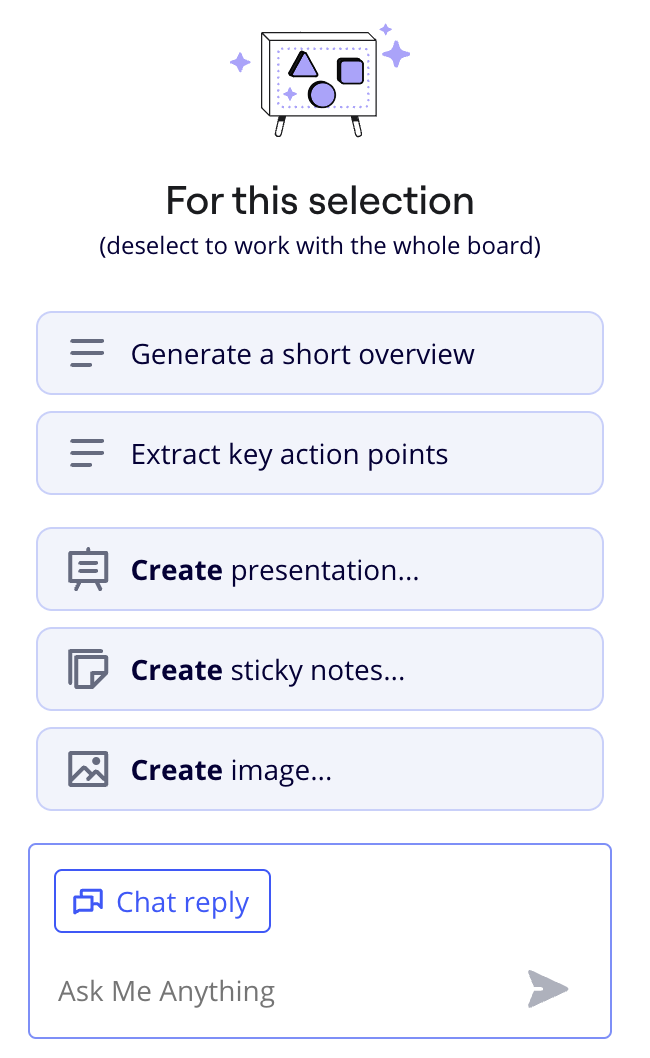 For this selection
(deselect to work with the whole board)
Generate a short overview
Extract key action points
Create presentation...
Create sticky notes...
Create image...
Chat reply
Ask Me Anything